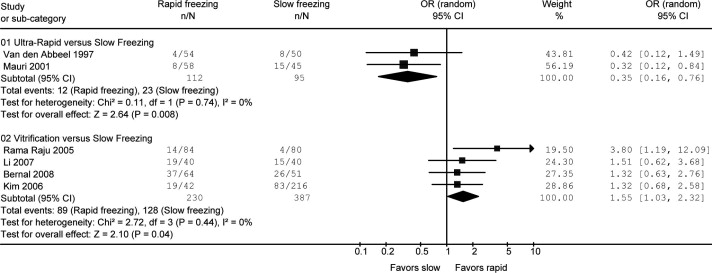 Study or sub-category Rapid freezing n/N Slow freezing n/N OR (random) 95% CI Weight % OR (random) 95% CI
01 Ultra-Rapid versus Slow Freezing
Van den Abbeel 1997 4/54 8/50 43.81 0.42 [0.12, 1.49]
Mauri 2001 8/58 15/45 56.19 0.32 [0.12, 0.84]
Subtotal (95% CI) 112 95 100.00 0.35 [0.16, 0.76]
Total events: 12 (Rapid freezing), 23 (Slow freezing)
Test for heterogeneity: Chi² = 0.11, df = 1 (P = 0.74), I² = 0%
Test for overall effect: Z = 2.64 (P = 0.008)
02 Vitrification versus Slow Freezing
Rama Raju 2005 14/84 4/80 19.50 3.80 [1.19, 12.09]
Li 2007 19/40 15/40 24.30 1.51 [0.62, 3.68]
Bernal 2008 37/64 26/51 27.35 1.32 [0.63, 2.76]
Kim 2006 19/42 83/216 28.86 1.32 [0.68, 2.58]
Subtotal (95% CI) 230 387 100.00 1.55 [1.03, 2.32]
Total events: 89 (Rapid freezing), 128 (Slow freezing)
Test for heterogeneity: Chi² = 2.72, df = 3 (P = 0.44), I² = 0%
Test for overall effect: Z = 2.10 (P = 0.04)
0.1 0.2 0.5 1 2 5 10
Favors slow Favors rapid